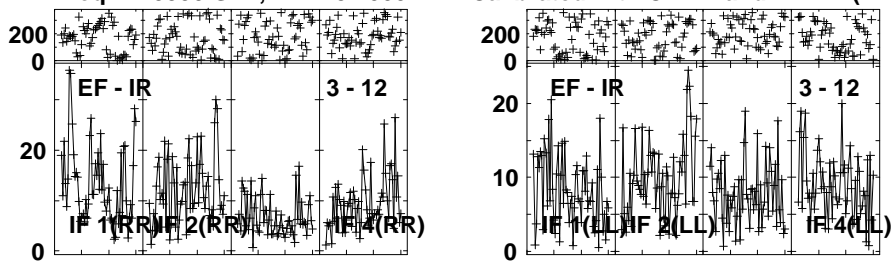 200
0
EF - IR
3 - 12
20
0
IF 1(RR)
IF 2(RR)
IF 4(RR)
200
0
EF - IR
3 - 12
20
10
0
IF 1(LL)
IF 2(LL)
IF 4(LL)